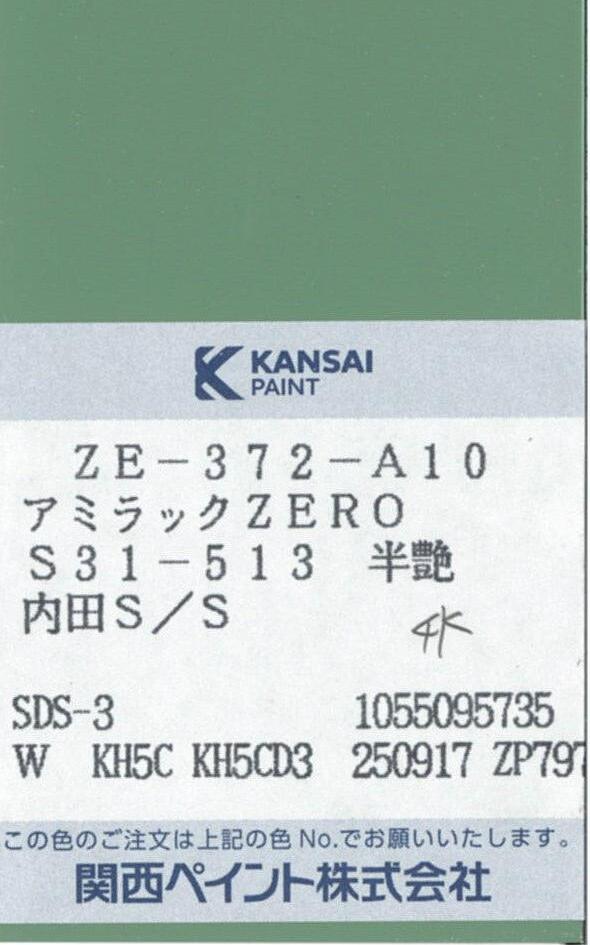 KANSAI
PAINT
ZE-372-A10
アミラックZERO
S31-513 半艶
内田S/S
SDS-3 1055095735
W KH5C KH5CD3 250917 ZP797
この色のご注文は上記の色No.でお願いいたします。
関西ペイント株式会社